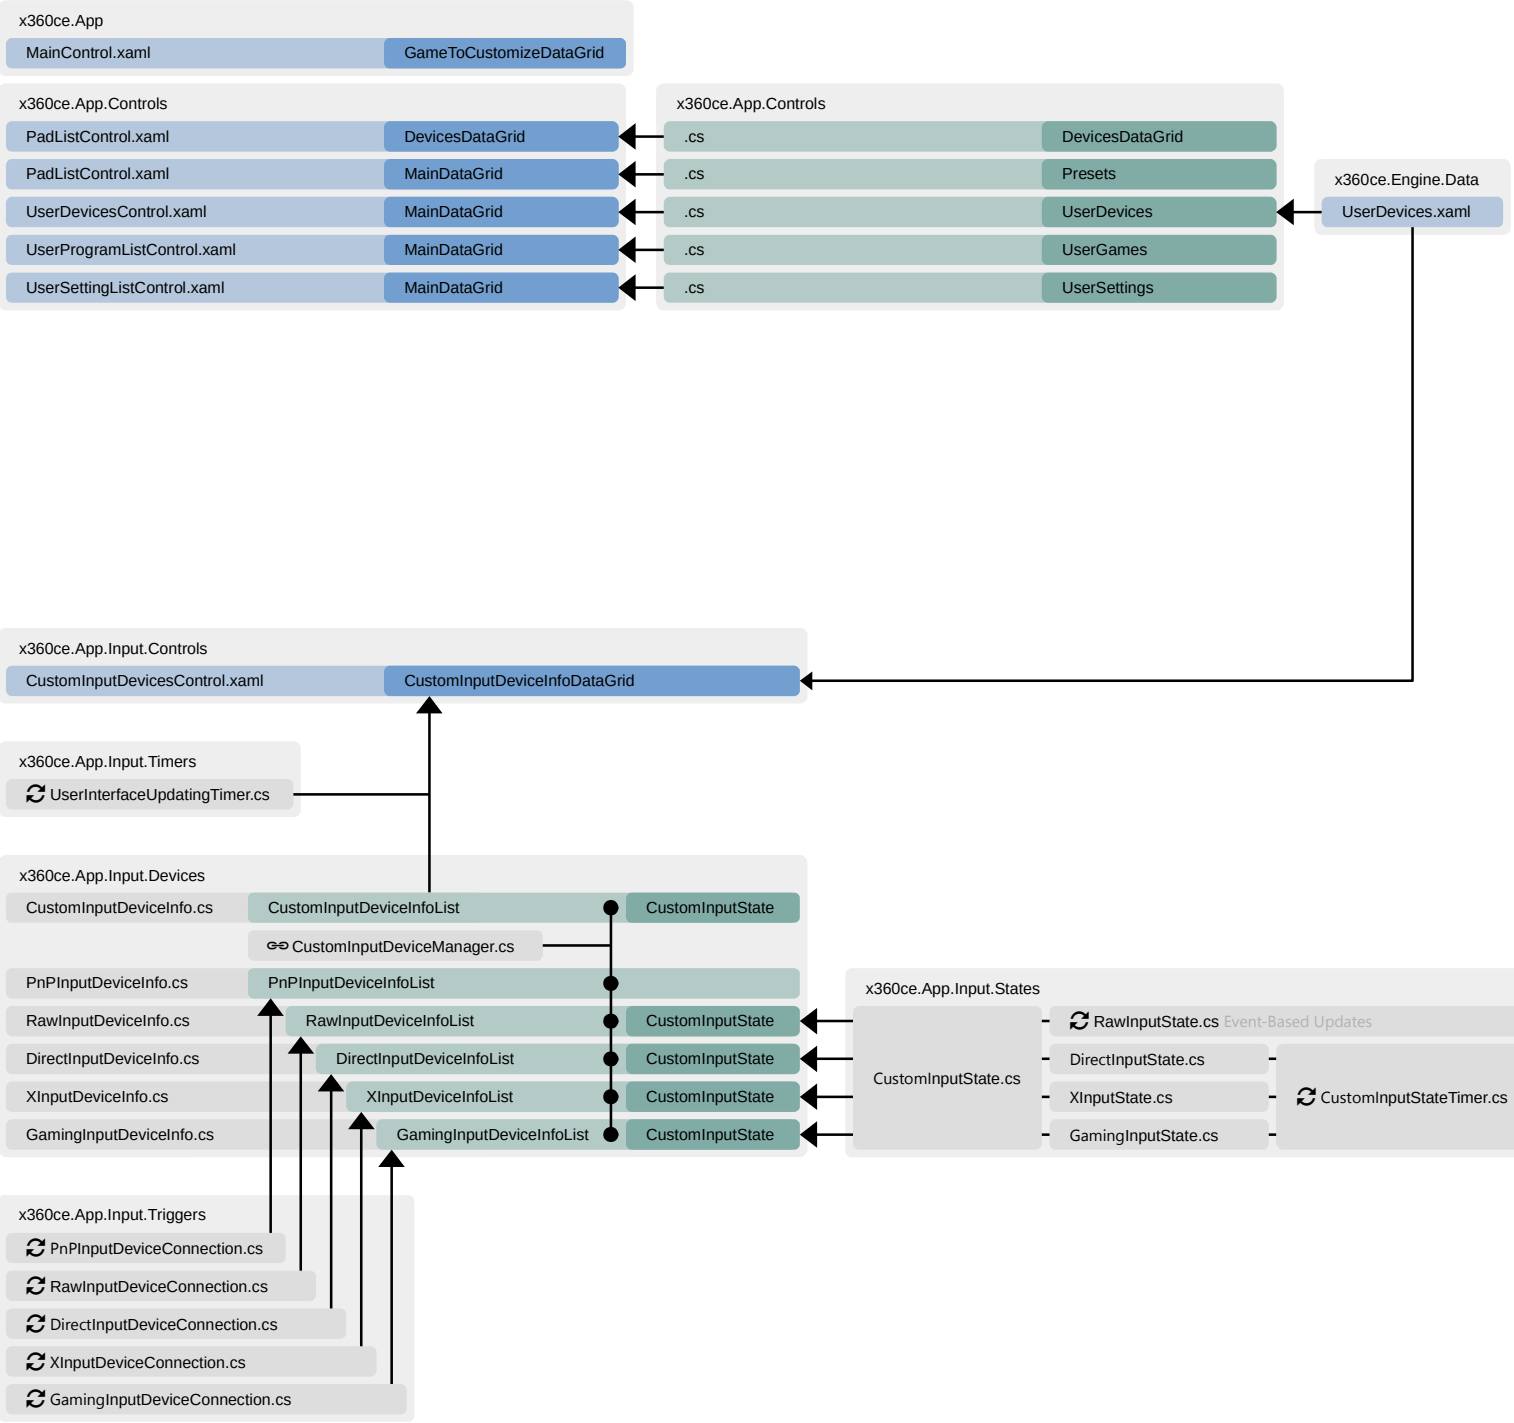 x360ce.App
MainControl.xaml GameToCustomizeDataGrid
x360ce.App.Controls
PadListControl.xaml DevicesDataGrid
PadListControl.xaml MainDataGrid
UserDevicesControl.xaml MainDataGrid
UserProgramListControl.xaml MainDataGrid
UserSettingListControl.xaml MainDataGrid
x360ce.App.Controls
.cs DevicesDataGrid
.cs Presets
.cs UserDevices
.cs UserGames
.cs UserSettings
x360ce.Engine.Data
UserDevices.xaml
x360ce.App.Input.Controls
CustomInputDevicesControl.xaml CustomInputDeviceInfoDataGrid
x360ce.App.Input.Timers
UserInterfaceUpdatingTimer.cs
x360ce.App.Input.Devices
CustomInputDeviceInfo.cs CustomInputDeviceInfoList CustomInputState
CustomInputDeviceManager.cs
PnPInputDeviceInfo.cs PnPInputDeviceInfoList
RawInputDeviceInfo.cs RawInputDeviceInfoList CustomInputState
DirectInputDeviceInfo.cs DirectInputDeviceInfoList CustomInputState
XInputDeviceInfo.cs XInputDeviceInfoList CustomInputState
GamingInputDeviceInfo.cs GamingInputDeviceInfoList CustomInputState
x360ce.App.Input.States
CustomInputState.cs
RawInputState.cs Event-Based Updates
DirectInputState.cs
XInputState.cs
GamingInputState.cs
CustomInputStateTimer.cs
x360ce.App.Input.Triggers
PnPInputDeviceConnection.cs
RawInputDeviceConnection.cs
DirectInputDeviceConnection.cs
XInputDeviceConnection.cs
GamingInputDeviceConnection.cs